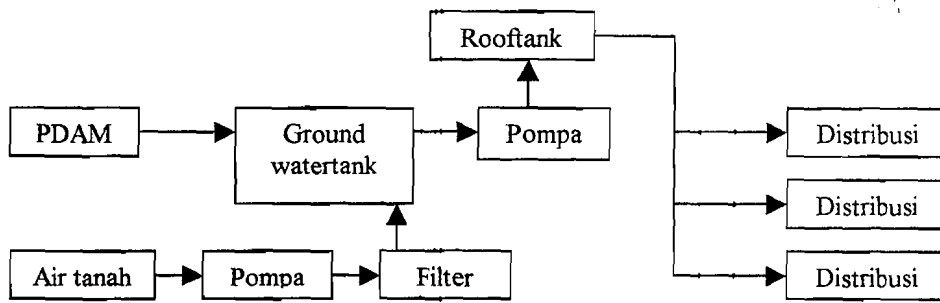 Rooftank
PDAM
Ground
watertank
Pompa
Distribusi
Distribusi
Air tanah
Pompa
Filter
Distribusi